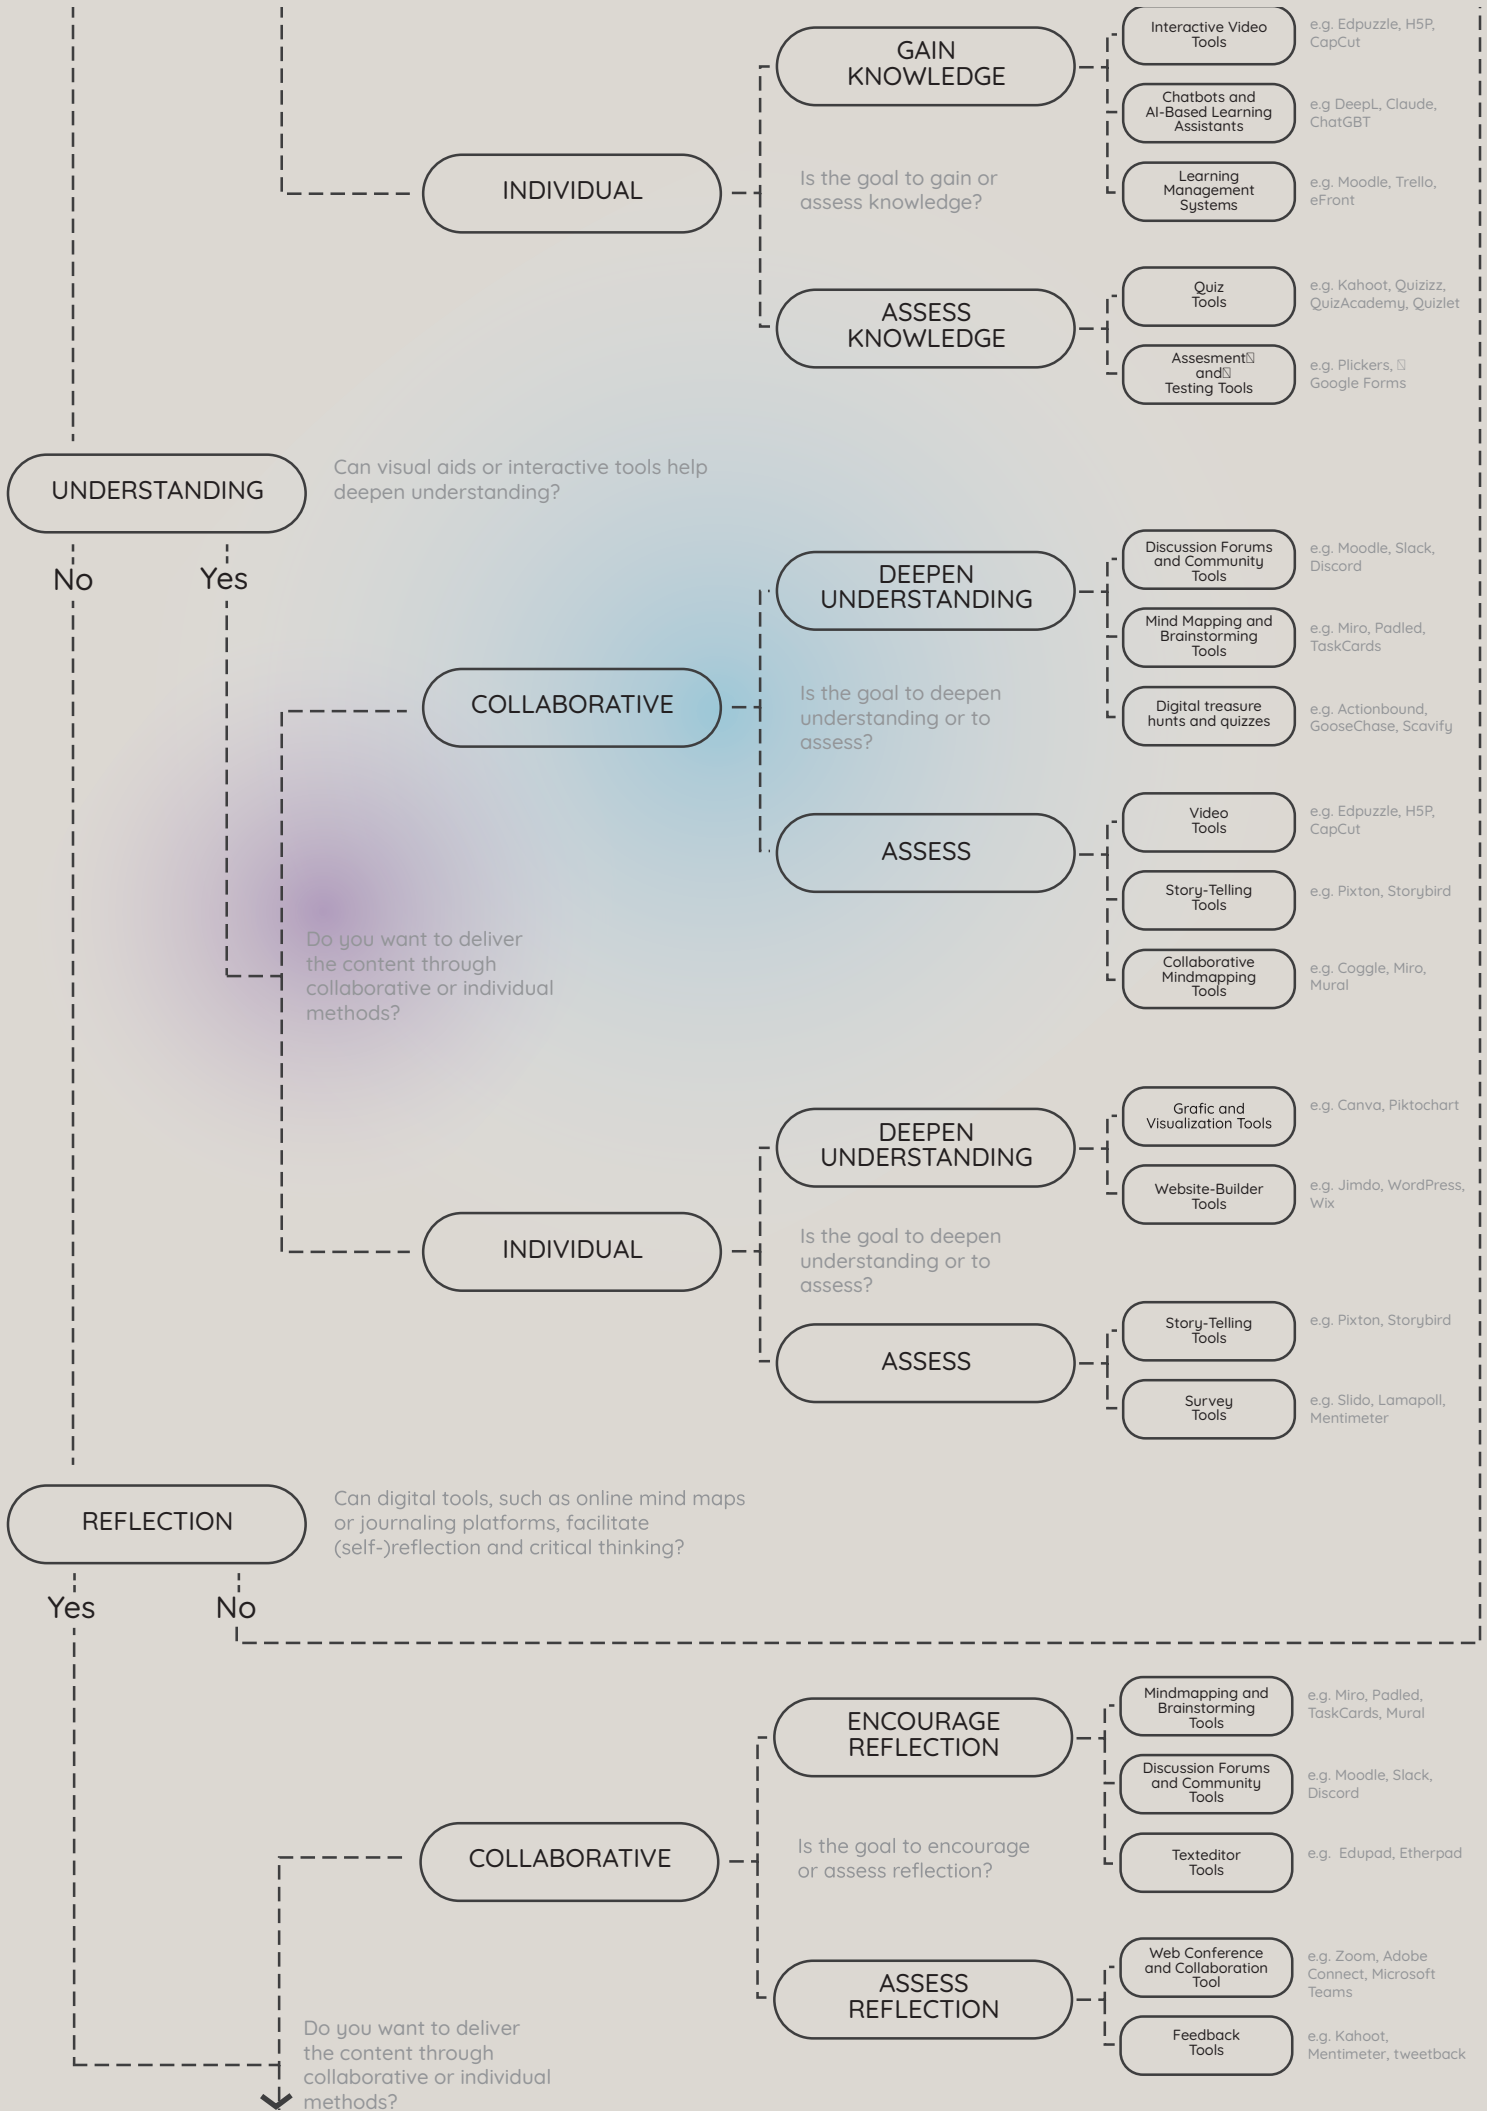 GAIN
KNOWLEDGE
Interactive Video
Tools
e.g. Edpuzzle, H5P,
CapCut
Chatbots and
AI-Based Learning
Assistants
e.g DeepL, Claude,
ChatGBT
INDIVIDUAL
Is the goal to gain or
assess knowledge?
Learning
Management
Systems
e.g. Moodle, Trello,
eFront
ASSESS
KNOWLEDGE
Quiz
Tools
e.g. Kahoot, Quizizz,
QuizAcademy, Quizlet
Assesment
and
Testing Tools
e.g. Plickers,
Google Forms
UNDERSTANDING
Can visual aids or interactive tools help
deepen understanding?
No
Yes
DEEPEN
UNDERSTANDING
Discussion Forums
and Community
Tools
e.g. Moodle, Slack,
Discord
Mind Mapping and
Brainstorming
Tools
e.g. Miro, Padled,
TaskCards
COLLABORATIVE
Is the goal to deepen
understanding or to
assess?
Digital treasure
hunts and quizzes
e.g. Actionbound,
GooseChase, Scavify
ASSESS
Video
Tools
e.g. Edpuzzle, H5P,
CapCut
Story-Telling
Tools
e.g. Pixton, Storybird
Do you want to deliver
the content through
collaborative or individual
methods?
Collaborative
Mindmapping
Tools
e.g. Coggle, Miro,
Mural
DEEPEN
UNDERSTANDING
Grafic and
Visualization Tools
e.g. Canva, Piktochart
Website-Builder
Tools
e.g. Jimdo, WordPress,
Wix
INDIVIDUAL
Is the goal to deepen
understanding or to
assess?
ASSESS
Story-Telling
Tools
e.g. Pixton, Storybird
Survey
Tools
e.g. Slido, Lamapoll,
Mentimeter
REFLECTION
Can digital tools, such as online mind maps
or journaling platforms, facilitate
(self-)reflection and critical thinking?
Yes
No
ENCOURAGE
REFLECTION
Mindmapping and
Brainstorming
Tools
e.g. Miro, Padled,
TaskCards, Mural
Discussion Forums
and Community
Tools
e.g. Moodle, Slack,
Discord
COLLABORATIVE
Is the goal to encourage
or assess reflection?
Texteditor
Tools
e.g. Edupad, Etherpad
ASSESS
REFLECTION
Web Conference
and Collaboration
Tool
e.g. Zoom, Adobe
Connect, Microsoft
Teams
Feedback
Tools
e.g. Kahoot,
Mentimeter, tweetback
Do you want to deliver
the content through
collaborative or individual
methods?